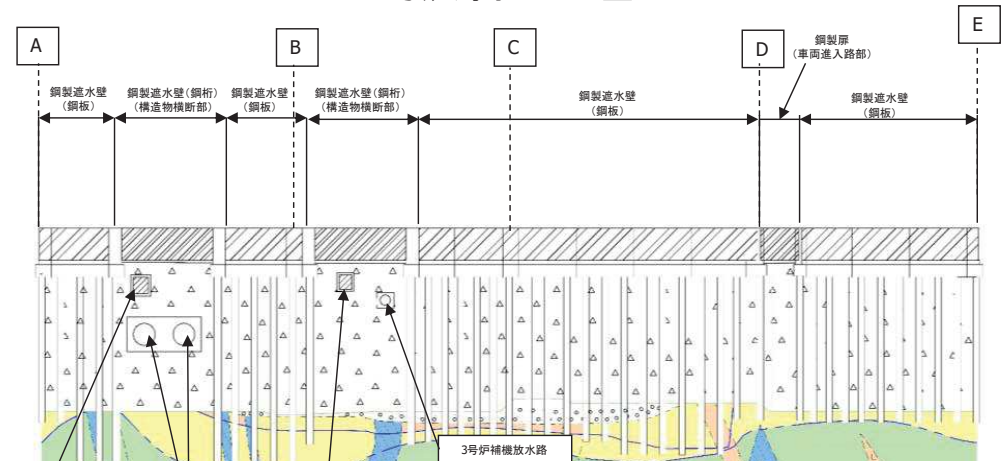 A
B
C
D
E
鋼製扉
(車両進入路部)
鋼製遮水壁
(鋼板)
鋼製遮水壁(鋼桁)
(構造物横断部)
鋼製遮水壁
(鋼板)
鋼製遮水壁(鋼桁)
(構造物横断部)
鋼製遮水壁
(鋼板)
鋼製遮水壁
(鋼板)
3号炉補機放水路